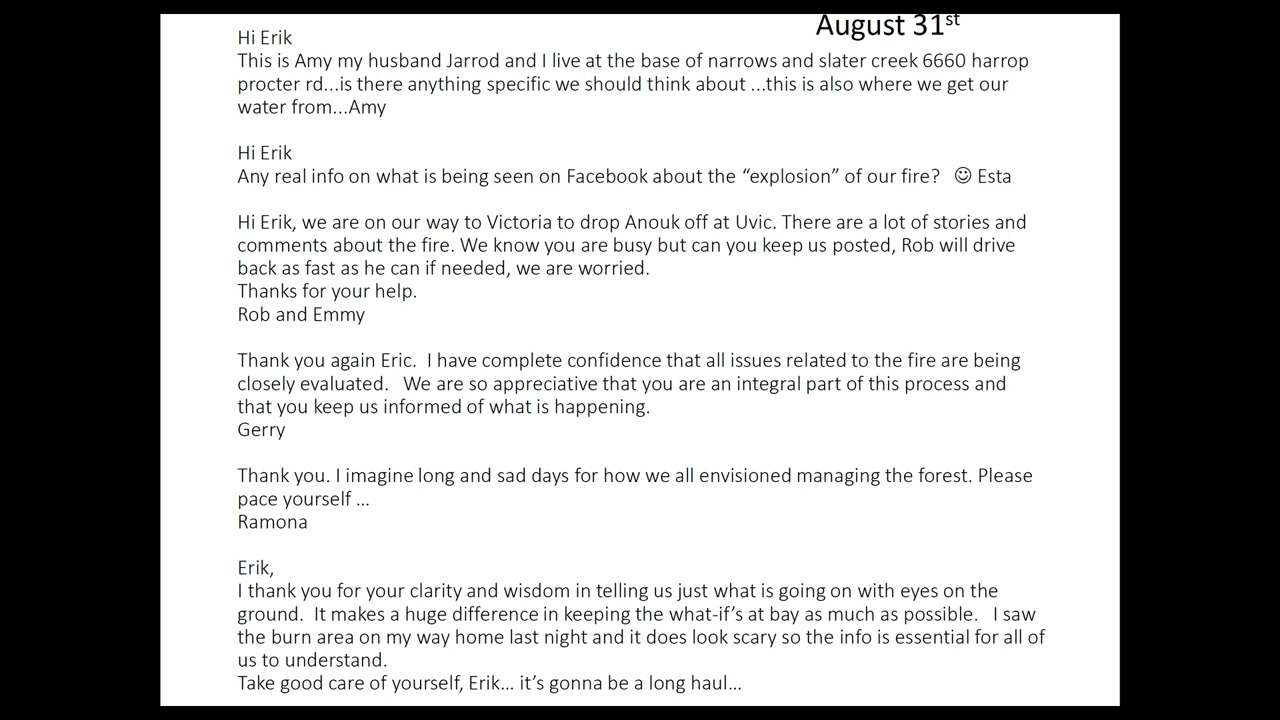 August 31st
Hi Erik
This is Amy my husband Jarrod and I live at the base of narrows and slater creek 6660 harrop
procter rd...is there anything specific we should think about ...this is also where we get our
water from...Amy
Hi Erik
Any real info on what is being seen on Facebook about the “explosion” of our fire? ☺ Esta
Hi Erik, we are on our way to Victoria to drop Anouk off at Uvic. There are a lot of stories and
comments about the fire. We know you are busy but can you keep us posted, Rob will drive
back as fast as he can if needed, we are worried.
Thanks for your help.
Rob and Emmy
Thank you again Eric. I have complete confidence that all issues related to the fire are being
closely evaluated. We are so appreciative that you are an integral part of this process and
that you keep us informed of what is happening.
Gerry
Thank you. I imagine long and sad days for how we all envisioned managing the forest. Please
pace yourself ...
Ramona
Erik,
I thank you for your clarity and wisdom in telling us just what is going on with eyes on the
ground. It makes a huge difference in keeping the what-if’s at bay as much as possible. I saw
the burn area on my way home last night and it does look scary so the info is essential for all of
us to understand.
Take good care of yourself, Erik... it’s gonna be a long haul...